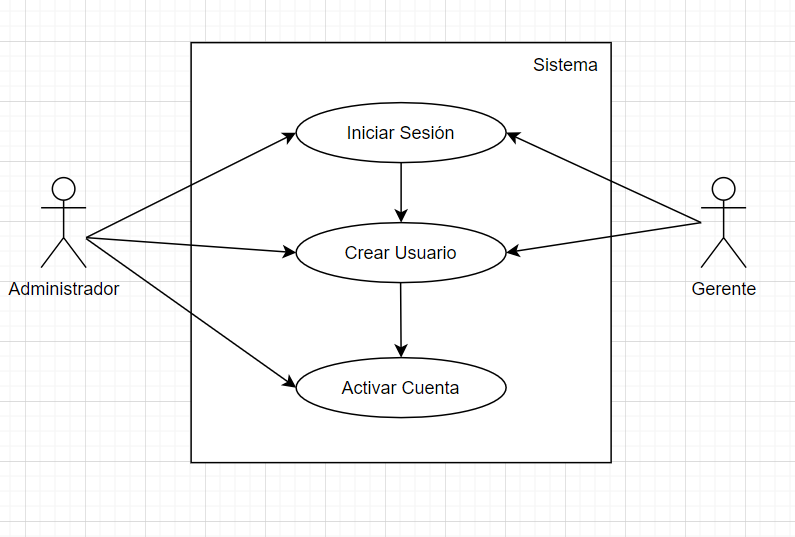 Sistema
Iniciar Sesión
Crear Usuario
Administrador
Gerente
Activar Cuenta